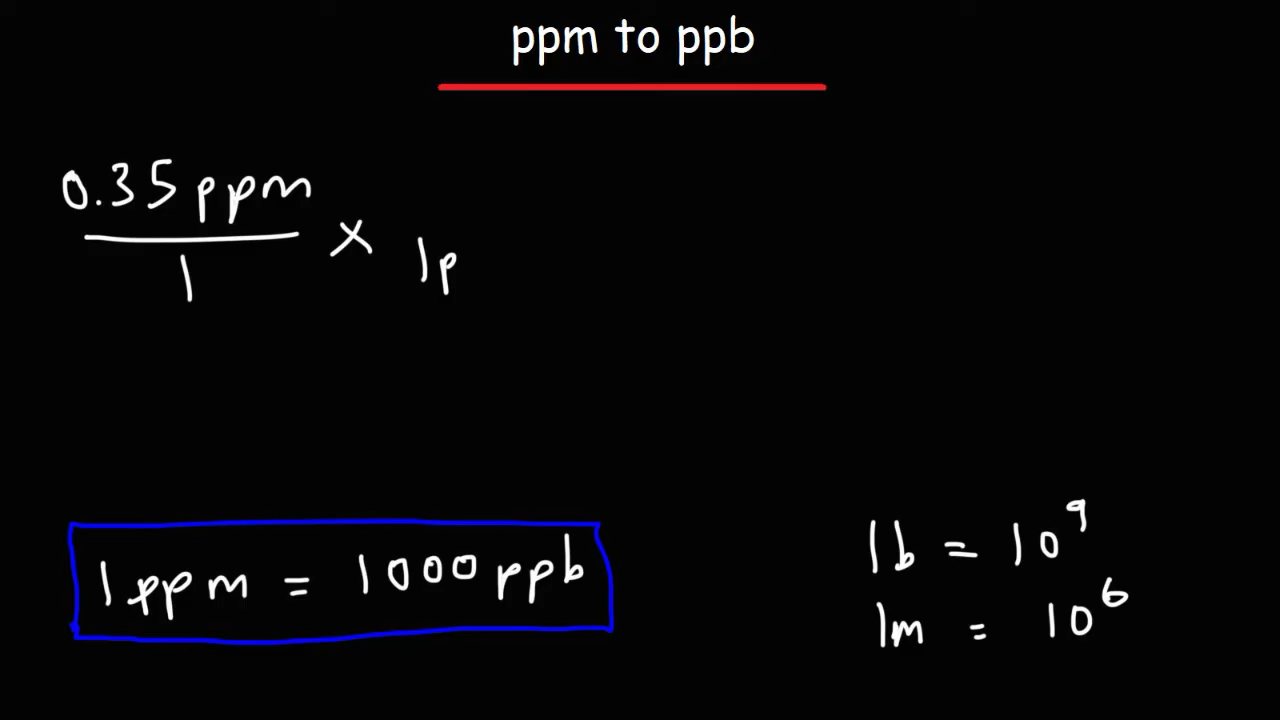 ppm to ppb
0.35 ppm
1
× 1p
1 ppm = 1000 ppb
1b = 10⁹
1m = 10⁶